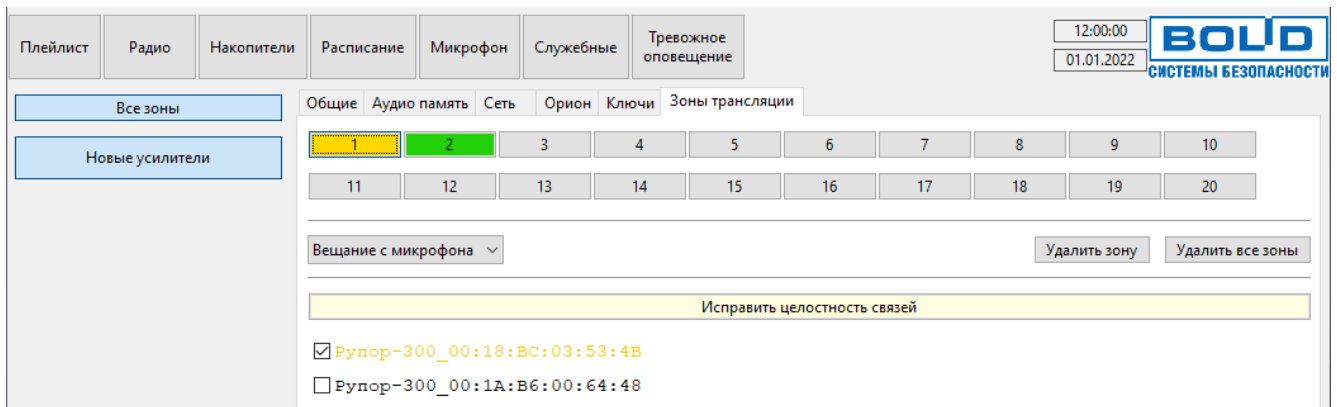 Плейлист
Радио
Накопители
Расписание
Микрофон
Служебные
Тревожное
оповещение
12:00:00
01.01.2022
BOLID
СИСТЕМЫ БЕЗОПАСНОСТИ
Все зоны
Новые усилители
Общие Аудио память Сеть Орион Ключи Зоны трансляции
1 2 3 4 5 6 7 8 9 10
11 12 13 14 15 16 17 18 19 20
Вещание с микрофона
Удалить зону
Удалить все зоны
Исправить целостность связей
Рупор-300_00:18:BC:03:53:4B
Рупор-300_00:1A:B6:00:64:48